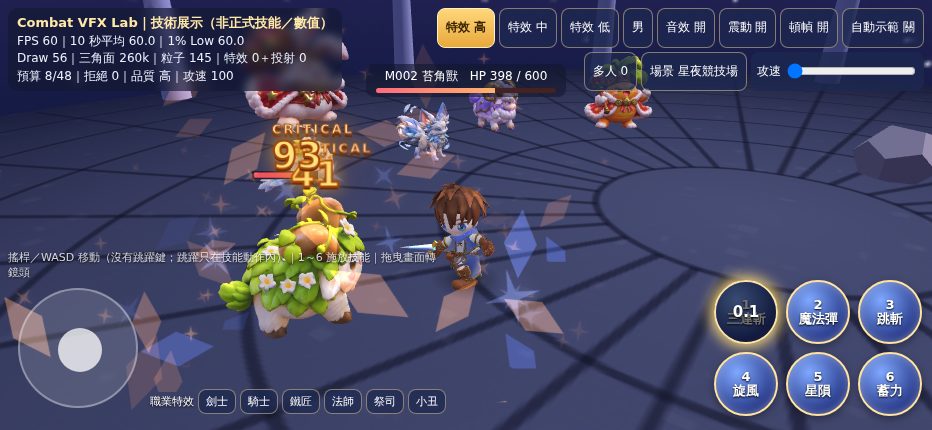 Combat VFX Lab｜技術展示（非正式技能／數值）
FPS 60｜10 秒平均 60.0｜1% Low 60.0
Draw 56｜三角面 260k｜粒子 145｜特效 0＋投射 0
預算 8/48｜拒絕 0｜品質 高｜攻速 100
特效 高
特效 中
特效 低
男
音效 開
震動 開
頓幀 開
自動示範 關
多人 0
場景 星夜競技場
攻速
M002 苔角獸 HP 398 / 600
CRITICAL
93
41
搖桿／WASD 移動（沒有跳躍鍵；跳躍只在技能動作內）｜1～6 施放技能｜拖曳畫面轉
鏡頭
0.1
2
魔法彈
3
跳斬
4
旋風
5
星隕
6
蓄力
職業特效
劍士
騎士
鐵匠
法師
祭司
小丑